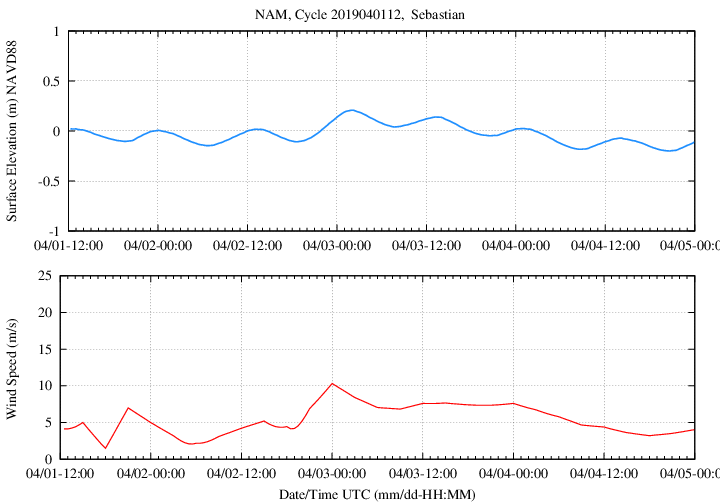 NAM, Cycle 2019040112,  Sebastian
Surface Elevation (m) NAVD88
1
0.5
0
-0.5
-1
04/01-12:00 04/02-00:00 04/02-12:00 04/03-00:00 04/03-12:00 04/04-00:00 04/04-12:00 04/05-00:0
Wind Speed (m/s)
25
20
15
10
5
0
04/01-12:00 04/02-00:00 04/02-12:00 04/03-00:00 04/03-12:00 04/04-00:00 04/04-12:00 04/05-00:0
Date/Time UTC (mm/dd-HH:MM)